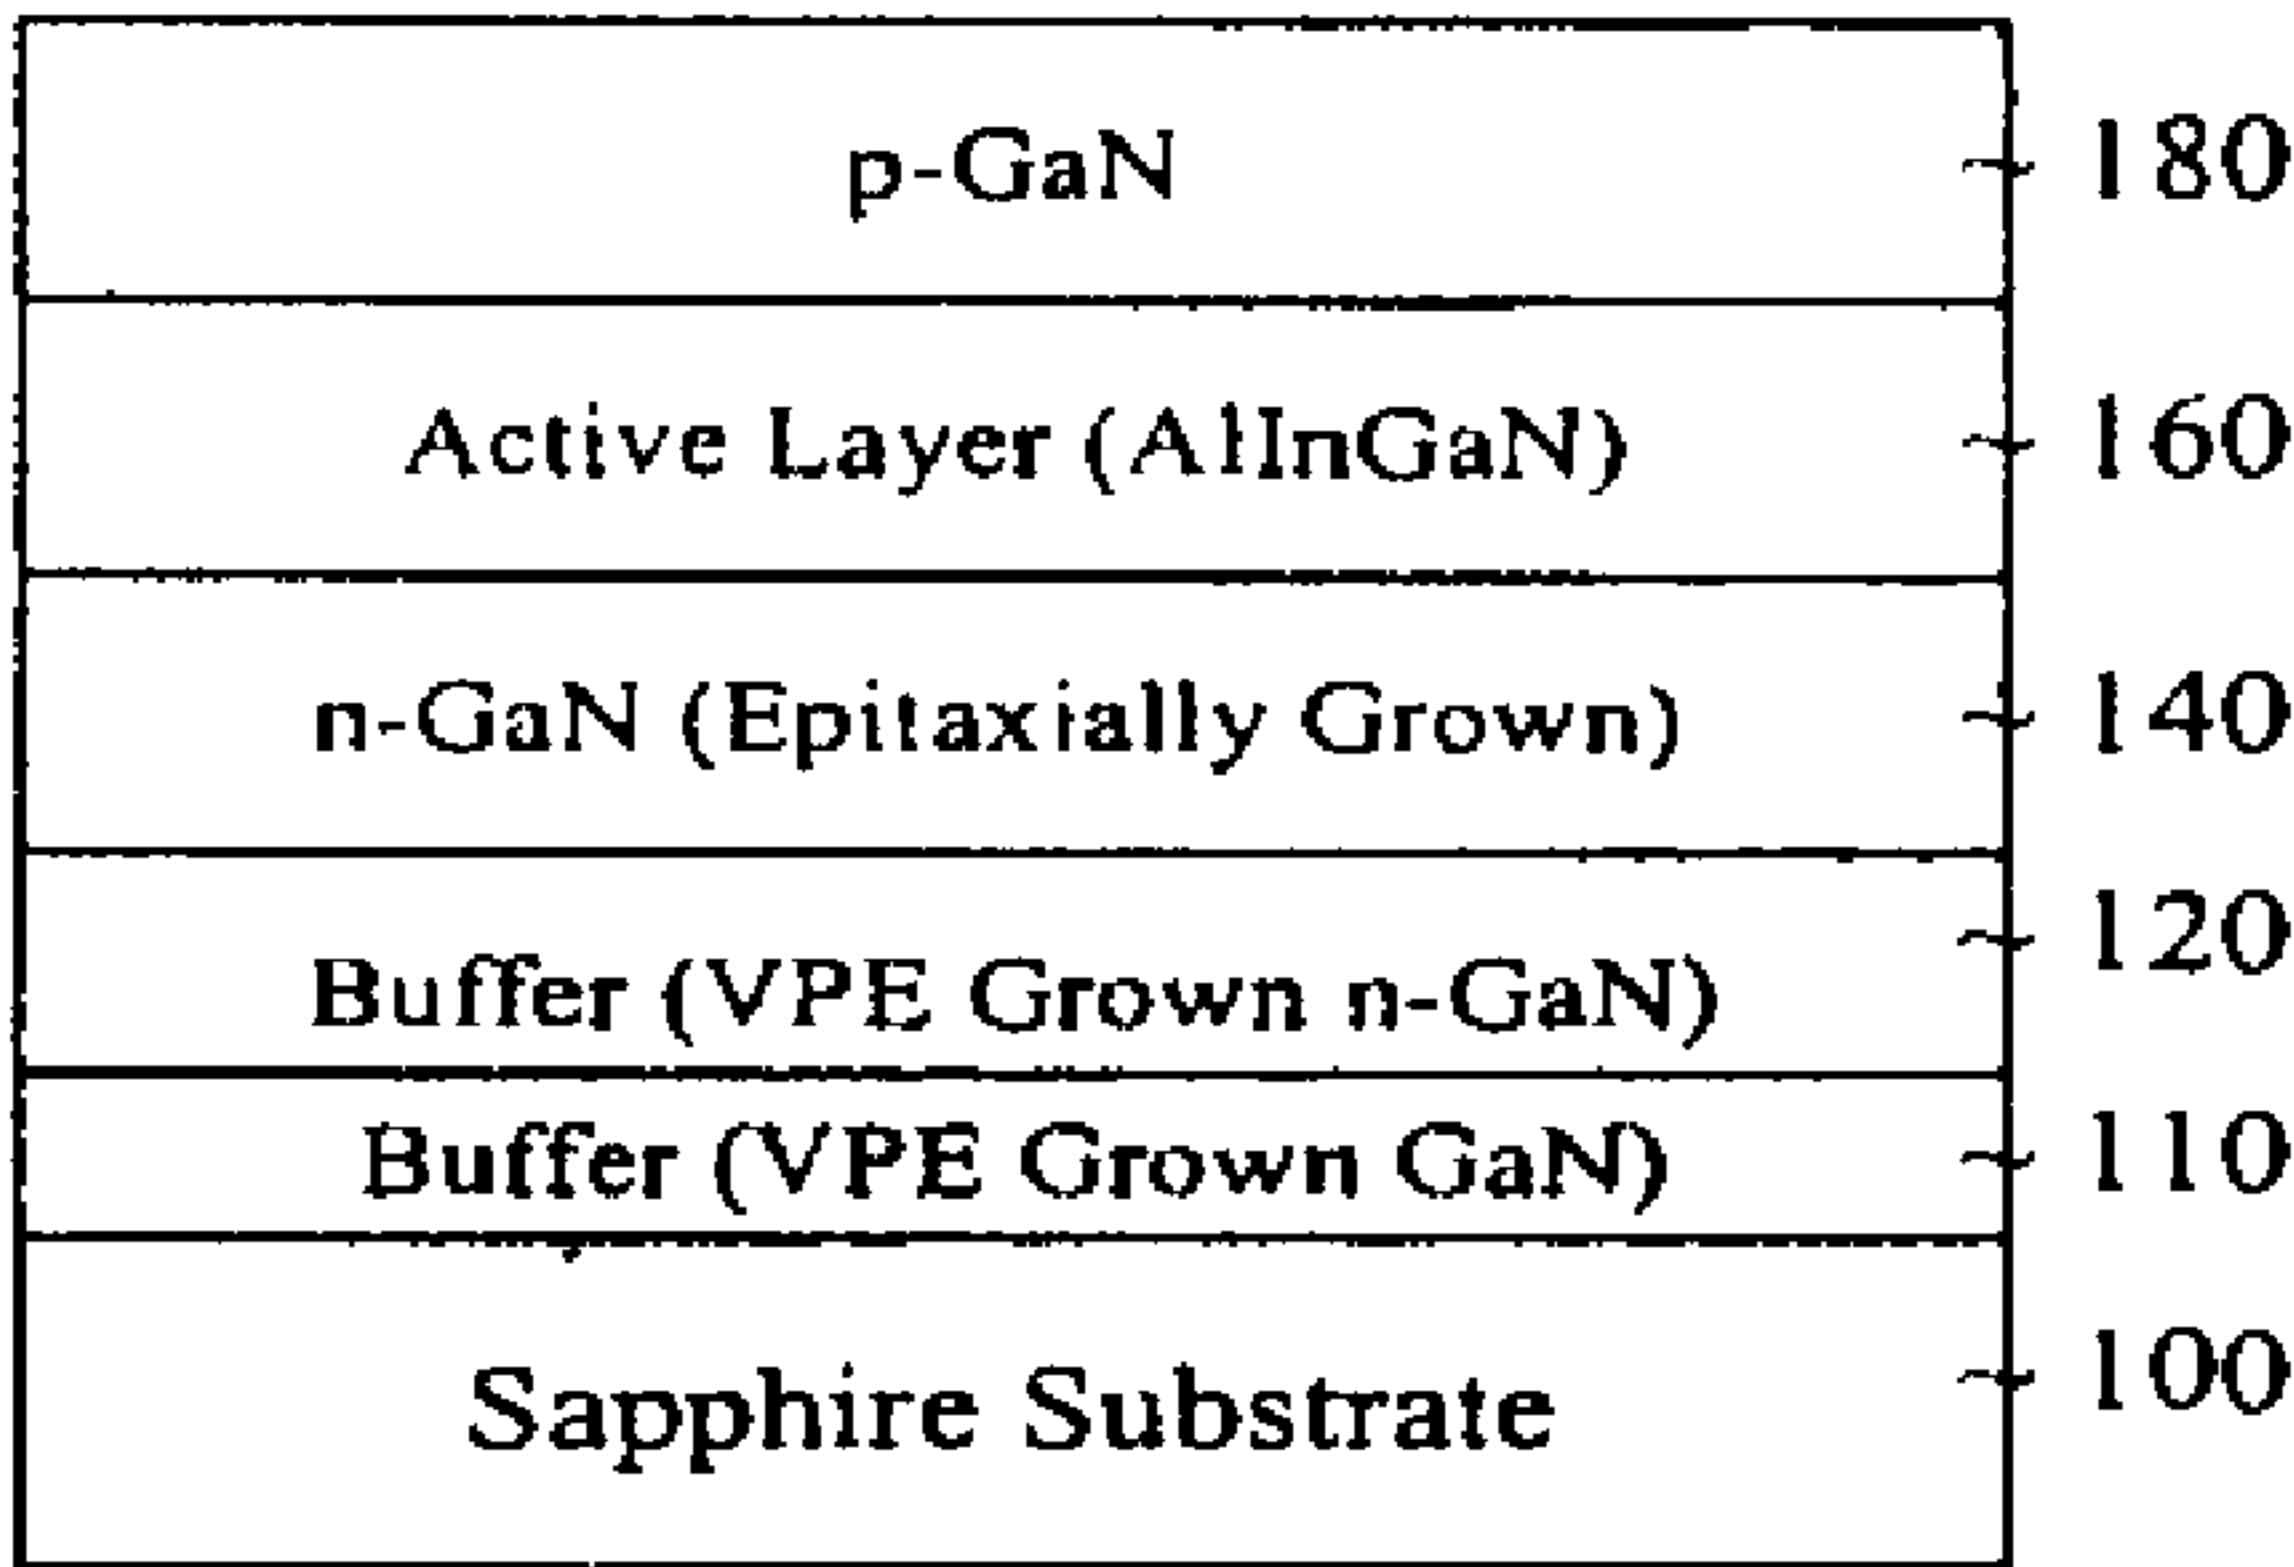 p-GaN 180
Active Layer (AlInGaN) 160
n-GaN (Epitaxially Grown) 140
Buffer (VPE Grown n-GaN) 120
Buffer (VPE Grown GaN) 110
Sapphire Substrate 100